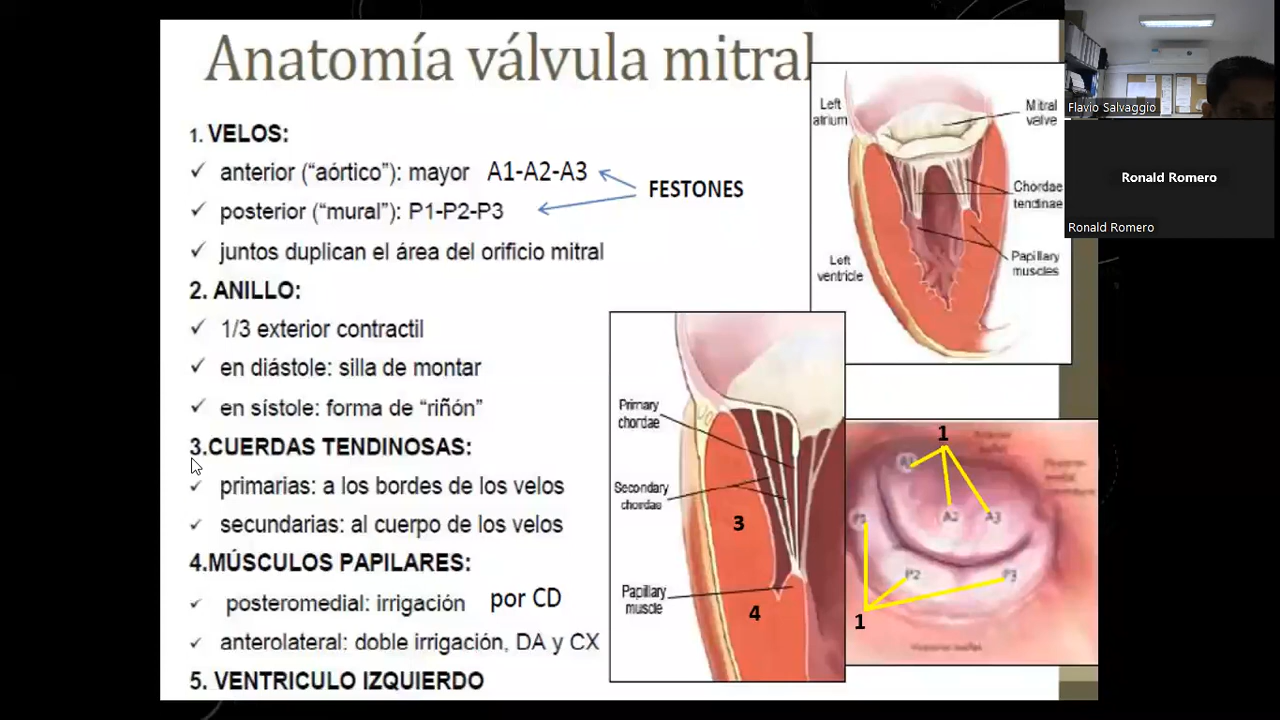 Anatomía válvula mitral
1. VELOS:
✓ anterior (“aórtico”): mayor A1-A2-A3
✓ posterior (“mural”): P1-P2-P3
FESTONES
✓ juntos duplican el área del orificio mitral
2. ANILLO:
✓ 1/3 exterior contractil
✓ en diástole: silla de montar
✓ en sístole: forma de “riñón”
3.CUERDAS TENDINOSAS:
✓ primarias: a los bordes de los velos
✓ secundarias: al cuerpo de los velos
4.MÚSCULOS PAPILARES:
✓ posteromedial: irrigación por CD
✓ anterolateral: doble irrigación, DA y CX
5. VENTRICULO IZQUIERDO
Left
atrium
Mitral
valve
Chordae
tendinae
Left
ventricle
Papillary
muscles
Primary
chordae
Secondary
chordae
3
Papillary
muscle
4
1
A1
A2
A3
P1
P2
P3
1
Flavio Salvaggio
Ronald Romero
Ronald Romero